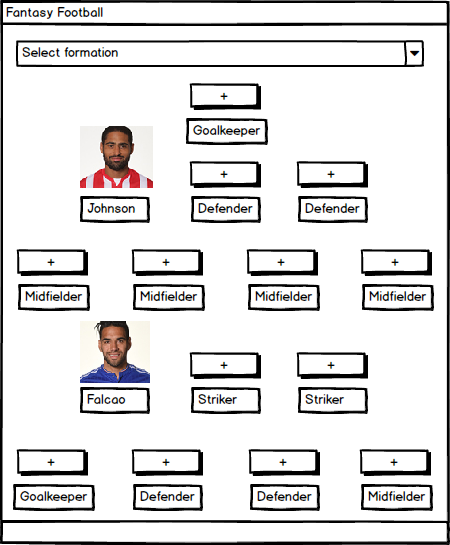 Fantasy Football
Select formation
+
Goalkeeper
+ +
Johnson Defender Defender
+ + + +
Midfielder Midfielder Midfielder Midfielder
+ +
Falcao Striker Striker
+ + + +
Goalkeeper Defender Defender Midfielder